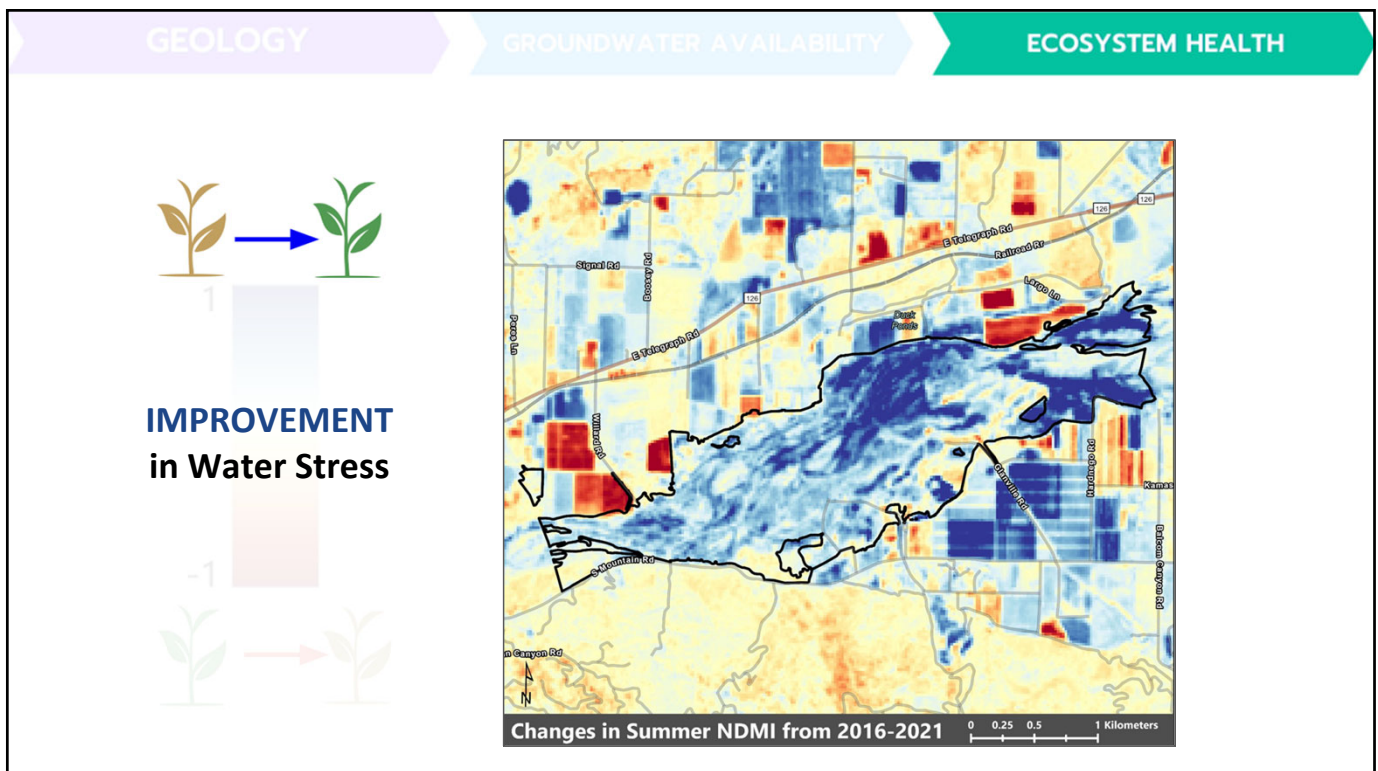 GEOLOGY
GROUNDWATER AVAILABILITY
ECOSYSTEM HEALTH
1
IMPROVEMENT
in Water Stress
-1
126
126
E Telegraph Rd
Railroad Rr
Signal Rd
Boosey Rd
Largo Ln
126
Duck
Ponds
Peres Ln
E Telegraph Rd
Willard Rd
Hardingo Rd
Glanville Rd
Kamas
Balcom Canyon Rd
S Mountain Rd
n Canyon Rd
N
Changes in Summer NDMI from 2016-2021
0 0.25 0.5 1 Kilometers